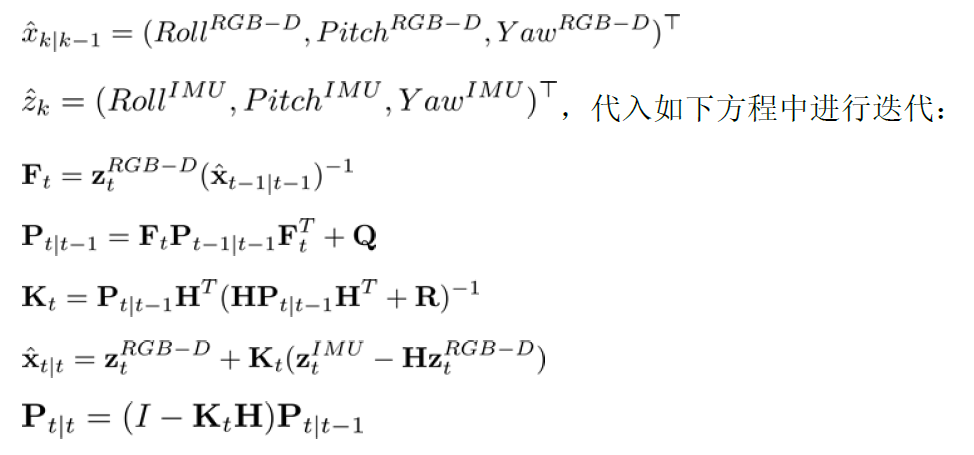 $\hat{x}_{k|k-1} = (Roll^{RGB-D}, Pitch^{RGB-D}, Yaw^{RGB-D})^\top$
$\hat{z}_k = (Roll^{IMU}, Pitch^{IMU}, Yaw^{IMU})^\top$，代入如下方程中进行迭代：
$\mathbf{F}_t = \mathbf{z}_t^{RGB-D}(\hat{\mathbf{x}}_{t-1|t-1})^{-1}$
$\mathbf{P}_{t|t-1} = \mathbf{F}_t\mathbf{P}_{t-1|t-1}\mathbf{F}_t^T + \mathbf{Q}$
$\mathbf{K}_t = \mathbf{P}_{t|t-1}\mathbf{H}^T(\mathbf{H}\mathbf{P}_{t|t-1}\mathbf{H}^T + \mathbf{R})^{-1}$
$\hat{\mathbf{x}}_{t|t} = \mathbf{z}_t^{RGB-D} + \mathbf{K}_t(\mathbf{z}_t^{IMU} - \mathbf{H}\mathbf{z}_t^{RGB-D})$
$\mathbf{P}_{t|t} = (I - \mathbf{K}_t\mathbf{H})\mathbf{P}_{t|t-1}$